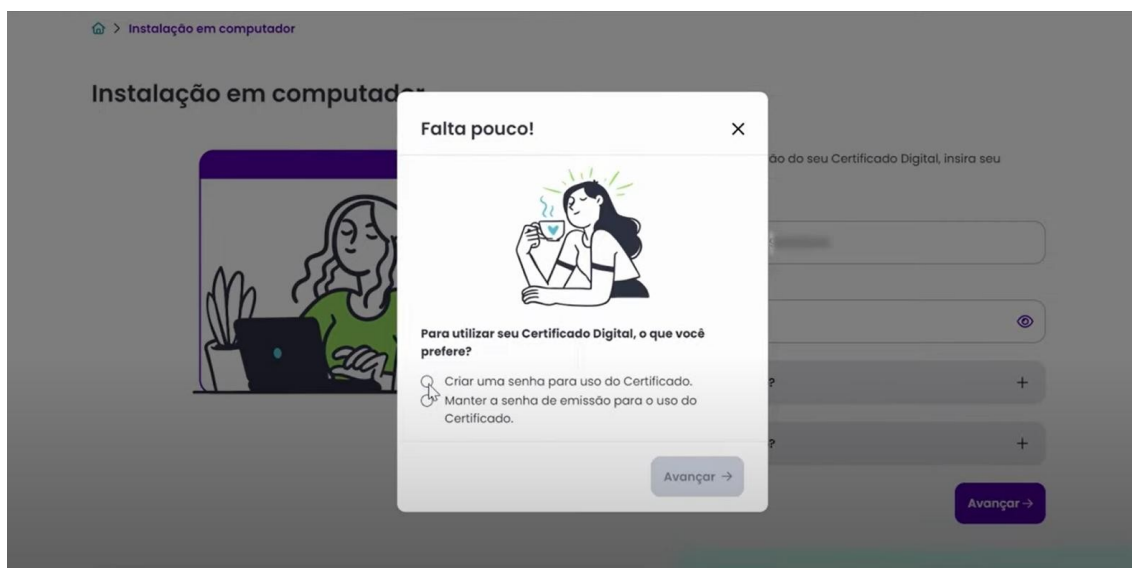 Instalação em computador
Instalação em computador
Falta pouco!
ão do seu Certificado Digital, insira seu
Para utilizar seu Certificado Digital, o que você
prefere?
Criar uma senha para uso do Certificado.
Manter a senha de emissão para o uso do
Certificado.
?
?
Avançar →
Avançar →